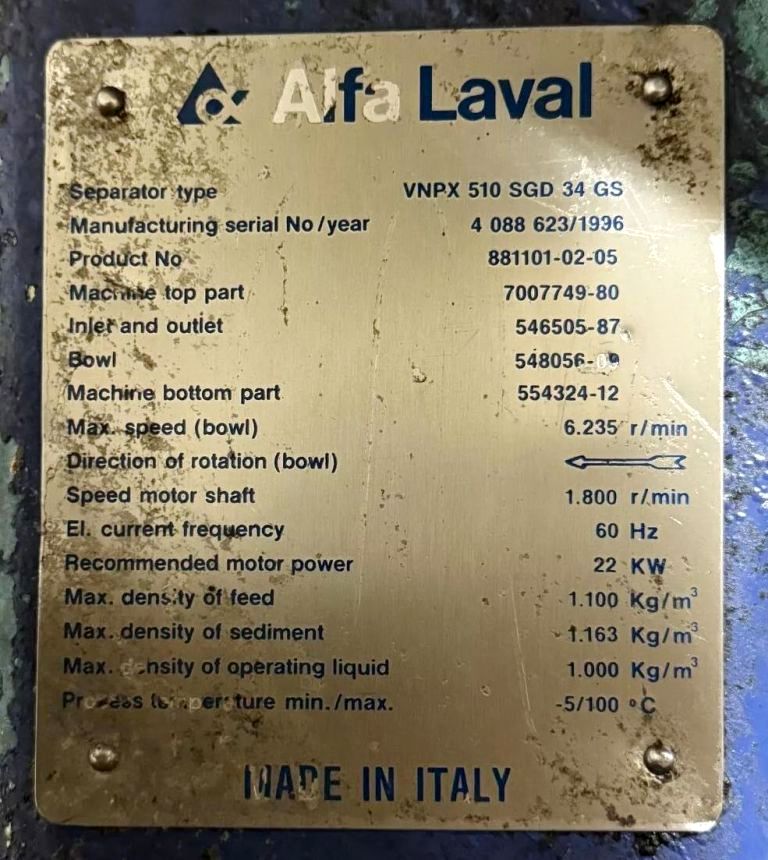 Alfa Laval
Separator type VNPX 510 SGD 34 GS
Manufacturing serial No/year 4 088 623/1996
Product No 881101-02-05
Machine top part 7007749-80
Inlet and outlet 546505-87
Bowl
Machine bottom part 554324-12
Max. speed (bowl) 6.235 r/min
Direction of rotation (bowl)
Speed motor shaft 1.800 r/min
El. current frequency 60 Hz
Recommended motor power 22 KW
Max. density of feed 1.100 Kg/m³
Max. density of sediment 1.163 Kg/m³
Max. density of operating liquid 1.000 Kg/m³
Process temperature min./max. -5/100 °C
MADE IN ITALY